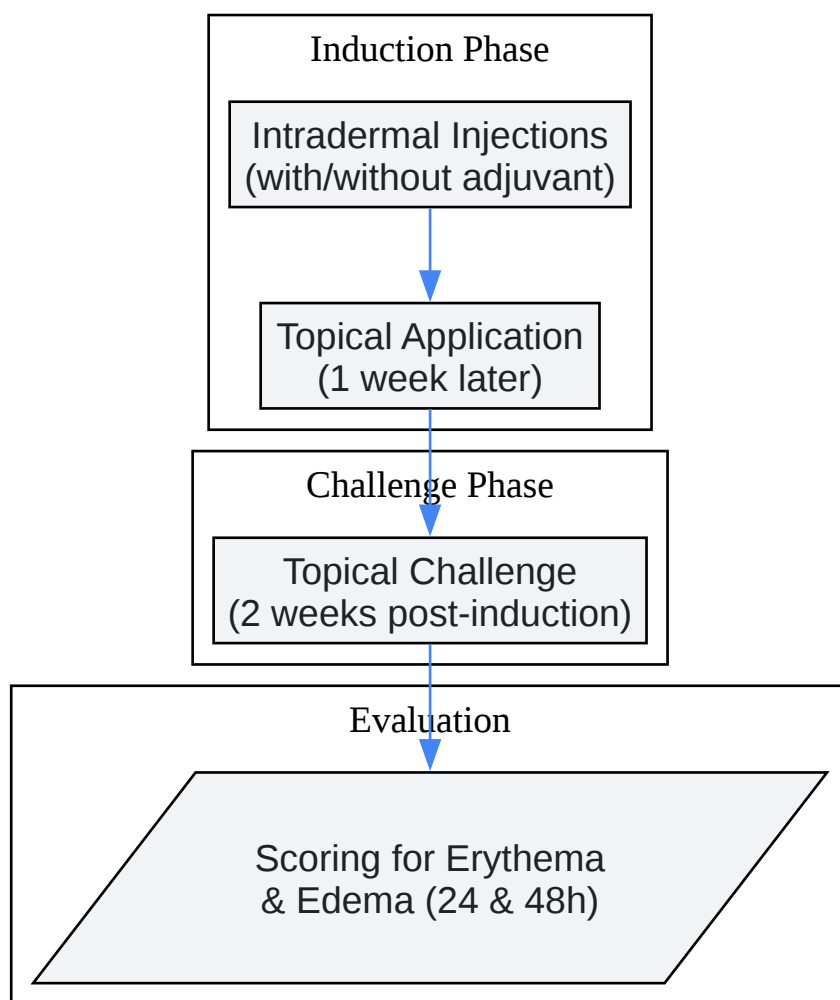 Induction Phase
Intradermal Injections
(with/without adjuvant)
Topical Application
(1 week later)
Challenge Phase
Topical Challenge
(2 weeks post-induction)
Evaluation
Scoring for Erythema
& Edema (24 & 48h)